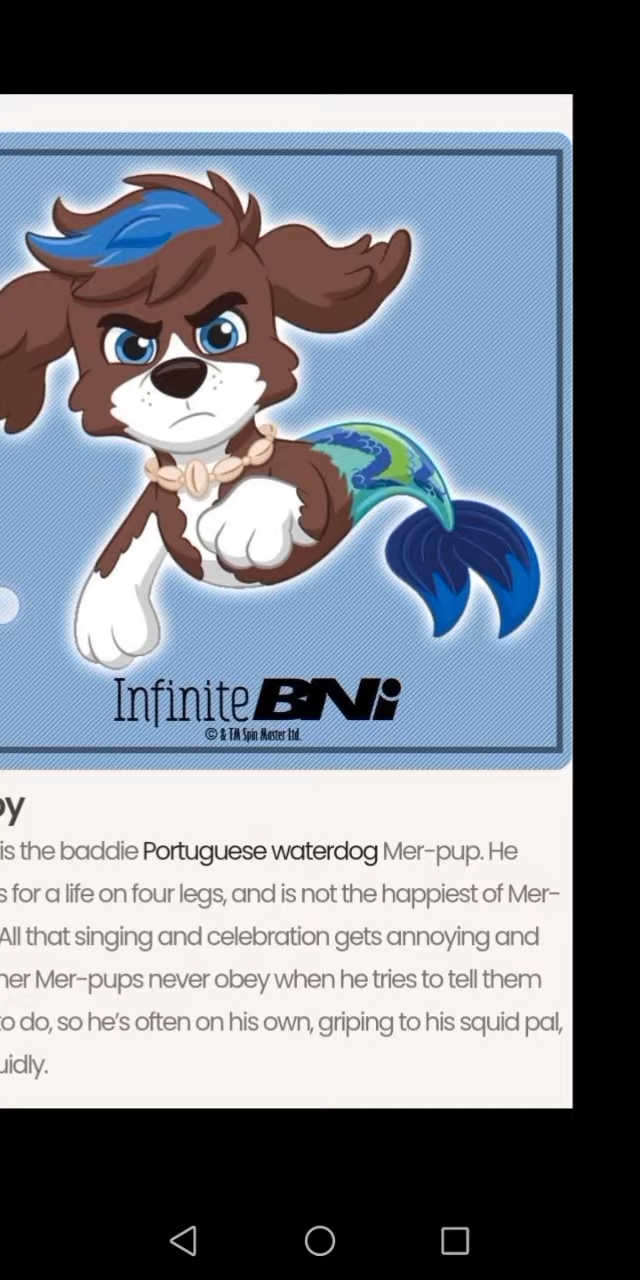 Infinite BNi
© & TM Spin Master Ltd.
is the baddie Portuguese waterdog Mer-pup. He
for a life on four legs, and is not the happiest of Mer-
All that singing and celebration gets annoying and
Mer-pups never obey when he tries to tell them
to do, so he's often on his own, griping to his squid pal,